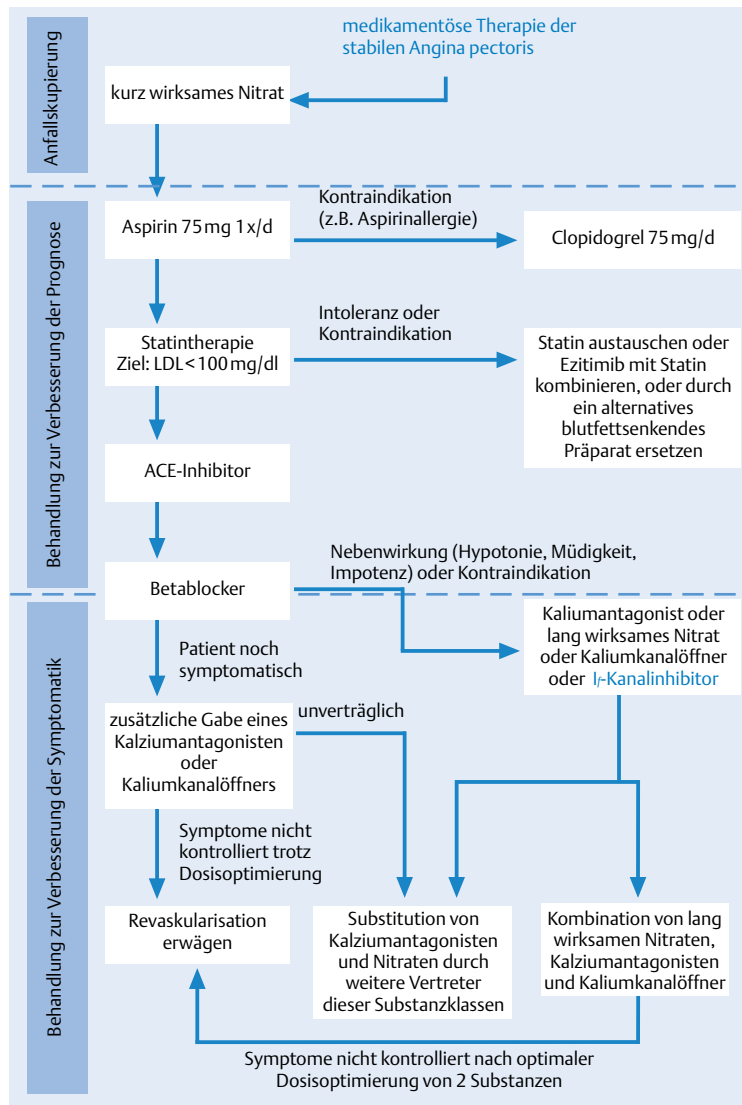 medikamentöse Therapie der
stabilen Angina pectoris
Anfallskupierung
kurz wirksames Nitrat
Behandlung zur Verbesserung der Prognose
Aspirin 75 mg 1 x/d
Kontraindikation
(z.B. Aspirinallergie)
Clopidogrel 75 mg/d
Statintherapie
Ziel: LDL < 100 mg/dl
Intoleranz oder
Kontraindikation
Statin austauschen oder
Ezitimib mit Statin
kombinieren, oder durch
ein alternatives
blutfettsenkendes
Präparat ersetzen
ACE-Inhibitor
Betablocker
Nebenwirkung (Hypotonie, Müdigkeit,
Impotenz) oder Kontraindikation
Behandlung zur Verbesserung der Symptomatik
Kaliumantagonist oder
lang wirksames Nitrat
oder Kaliumkanalöffner
oder If-Kanalinhibitor
Patient noch
symptomatisch
zusätzliche Gabe eines
Kalziumantagonisten
oder
Kaliumkanalöffners
unverträglich
Symptome nicht
kontrolliert trotz
Dosisoptimierung
Revaskularisation
erwägen
Substitution von
Kalziumantagonisten
und Nitraten durch
weitere Vertreter
dieser Substanzklassen
Kombination von lang
wirksamen Nitraten,
Kalziumantagonisten
und Kaliumkanalöffner
Symptome nicht kontrolliert nach optimaler
Dosisoptimierung von 2 Substanzen